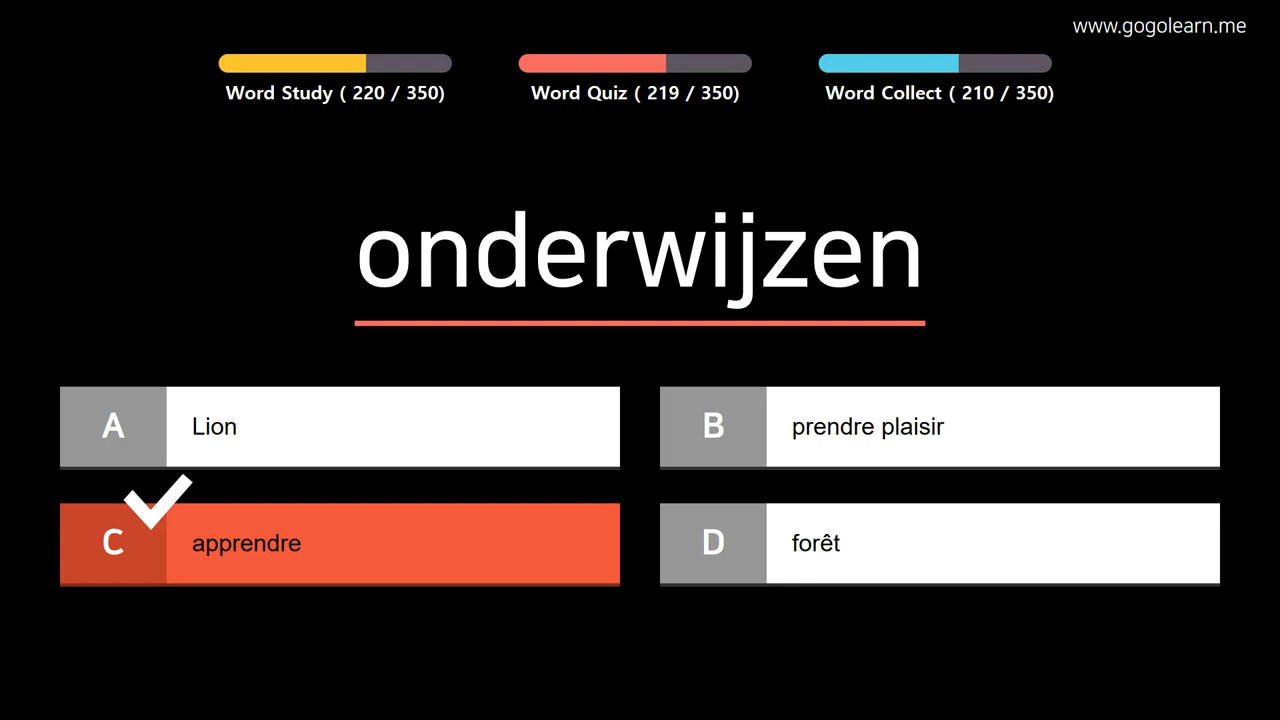 www.gogolearn.me
Word Study ( 220 / 350)
Word Quiz ( 219 / 350)
Word Collect ( 210 / 350)
onderwijzen
A Lion
B prendre plaisir
C apprendre
D forêt